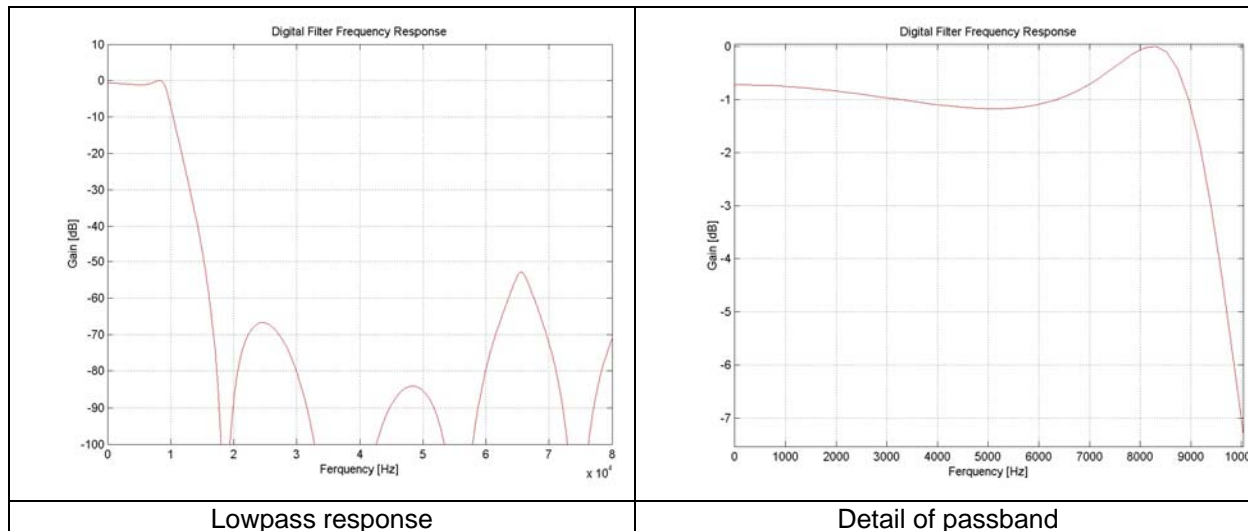 Digital Filter Frequency Response
10
0
-10
-20
-30
-40
-50
-60
-70
-80
-90
-100
Gain [dB]
0 1 2 3 4 5 6 7 8
Ferquency [Hz]
x 10⁴
Lowpass response
Digital Filter Frequency Response
0
-1
-2
-3
-4
-5
-6
-7
Gain [dB]
0 1000 2000 3000 4000 5000 6000 7000 8000 9000 1000
Ferquency [Hz]
Detail of passband